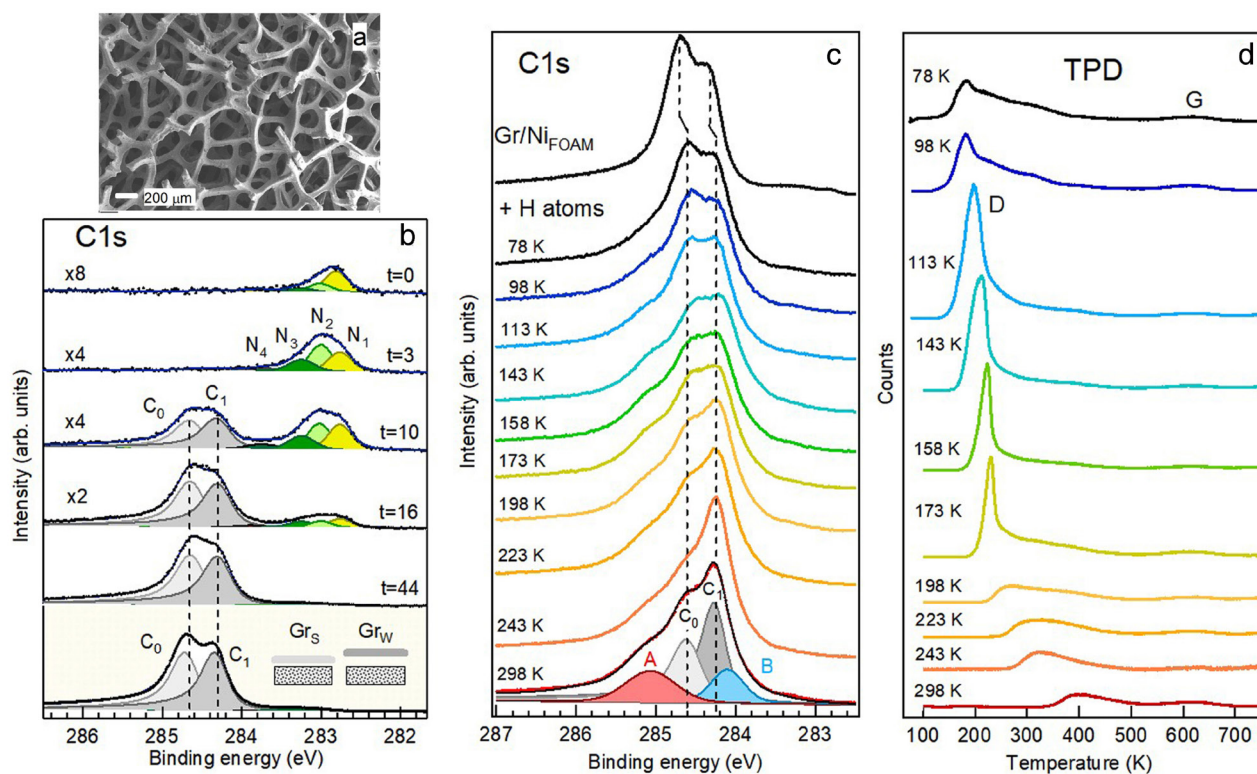 a
200 µm
b
C1s
x8
t=0
N₄ N₃ N₂ N₁
x4
t=3
C₀ C₁
x4
t=10
x2
t=16
t=44
C₀ C₁
Gr_S Gr_W
286 285 284 283 282
Binding energy (eV)
Intensity (arb. units)
c
C1s
Gr/Ni_FOAM
+ H atoms
78 K
98 K
113 K
143 K
158 K
173 K
198 K
223 K
243 K
298 K
A
C₀
C₁
B
287 286 285 284 283
Binding energy (eV)
Intensity (arb. units)
d
TPD
78 K
G
98 K
D
113 K
143 K
158 K
173 K
198 K
223 K
243 K
298 K
100 200 300 400 500 600 700
Temperature (K)
Counts